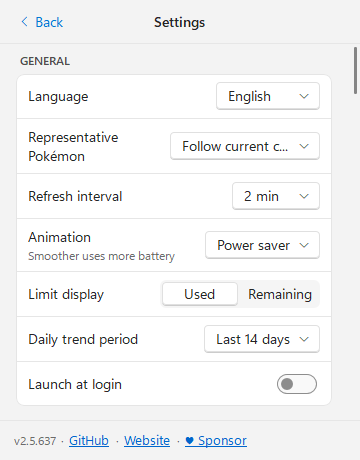 Back
Settings
GENERAL
Language
English
Representative
Pokémon
Follow current c...
Refresh interval
2 min
Animation
Smoother uses more battery
Power saver
Limit display
Used
Remaining
Daily trend period
Last 14 days
Launch at login
v2.5.637 · GitHub · Website · ♥ Sponsor